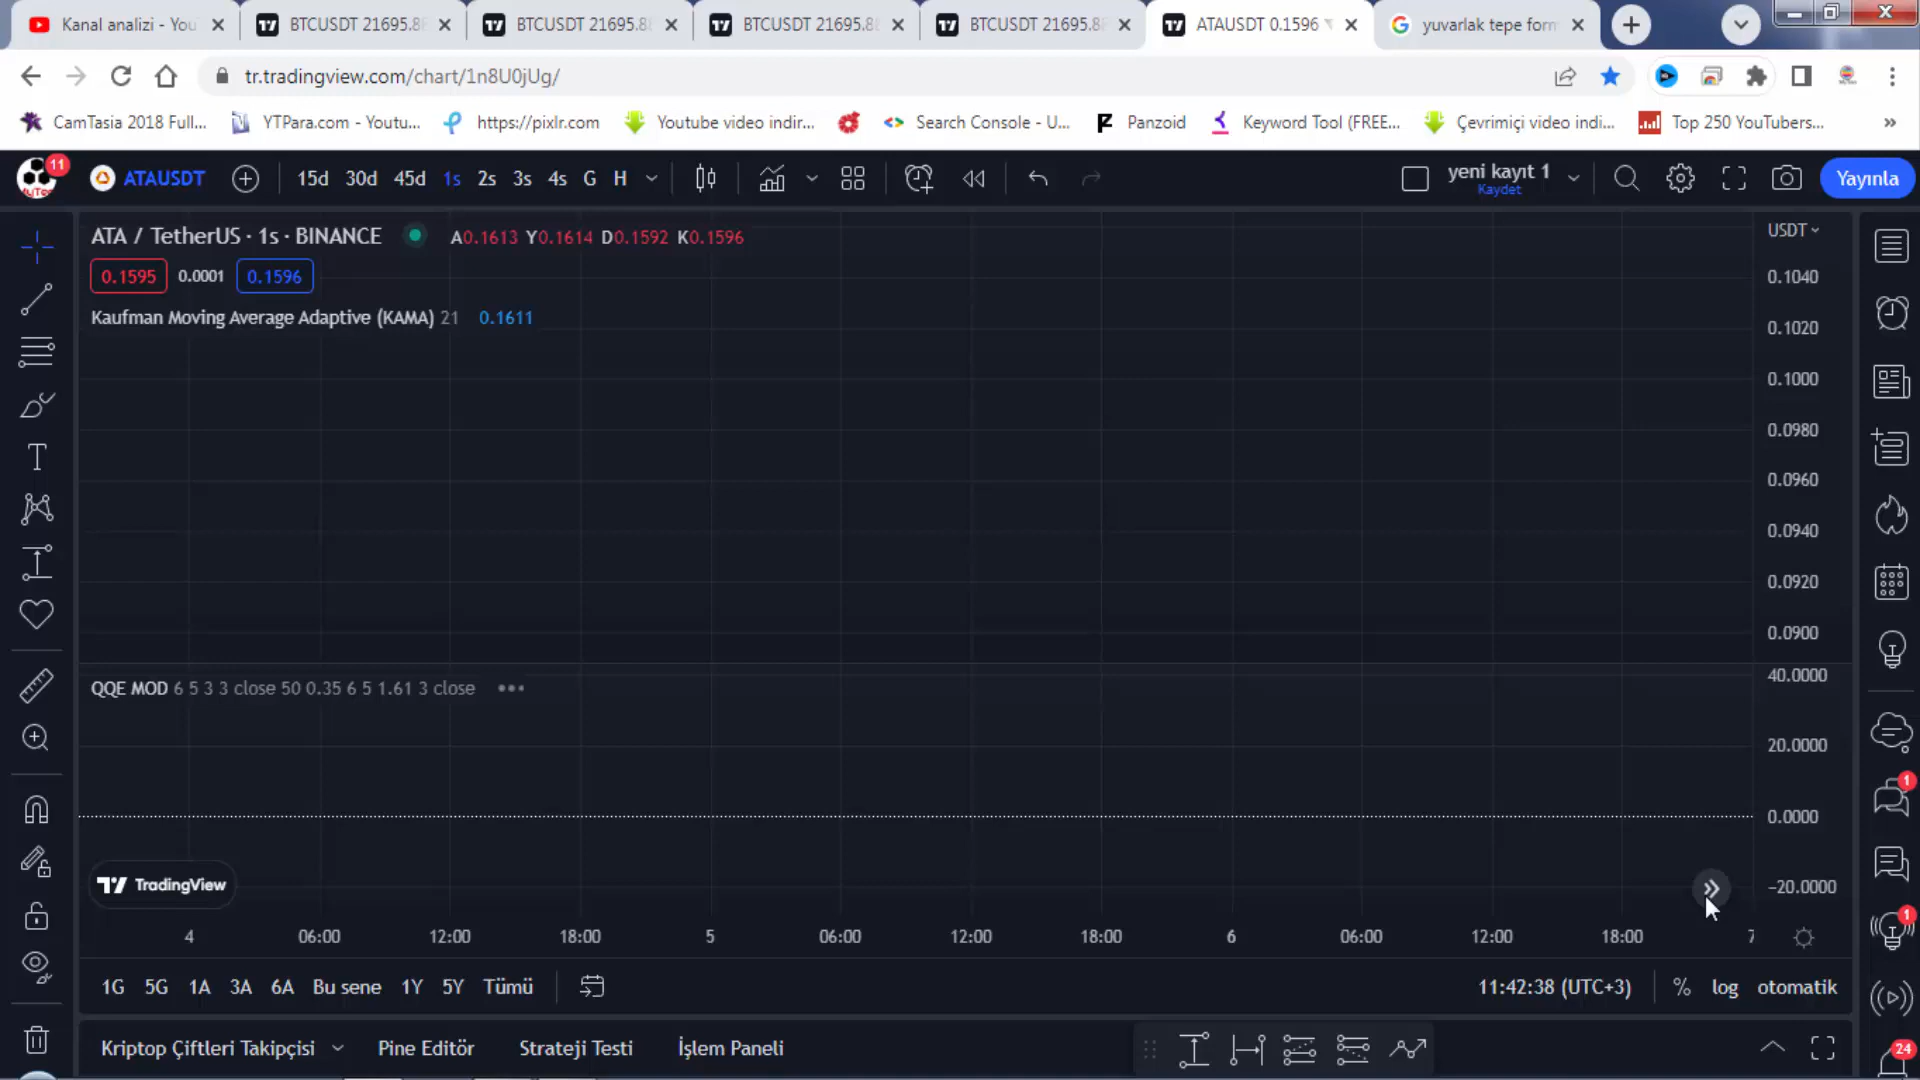 Kanal analizi - You
BTCUSDT 21695.8
BTCUSDT 21695.8
BTCUSDT 21695.8
BTCUSDT 21695.8
ATAUSDT 0.1596
yuvarlak tepe form
tr.tradingview.com/chart/1n8U0jUg/
CamTasia 2018 Full...
YTPara.com - Youtu...
https://pixlr.com
Youtube video indir...
Search Console - U...
Panzoid
Keyword Tool (FREE...
Çevrimiçi video indi...
Top 250 YouTubers...
»
11
ATAUSDT
15d 30d 45d 1s 2s 3s 4s G H
yeni kayıt 1
Kaydet
Yayınla
ATA / TetherUS · 1s · BINANCE
A0.1613 Y0.1614 D0.1592 K0.1596
USDT
0.1595 0.0001 0.1596
Kaufman Moving Average Adaptive (KAMA) 21 0.1611
0.1040
0.1020
0.1000
0.0980
0.0960
0.0940
0.0920
0.0900
QQE MOD 6 5 3 3 close 50 0.35 6 5 1.61 3 close
40.0000
20.0000
0.0000
−20.0000
TradingView
4 06:00 12:00 18:00 5 06:00 12:00 18:00 6 06:00 12:00 18:00 7
1G 5G 1A 3A 6A Bu sene 1Y 5Y Tümü
11:42:38 (UTC+3) % log otomatik
Kriptop Çiftleri Takipçisi Pine Editör Strateji Testi İşlem Paneli
1
1
24